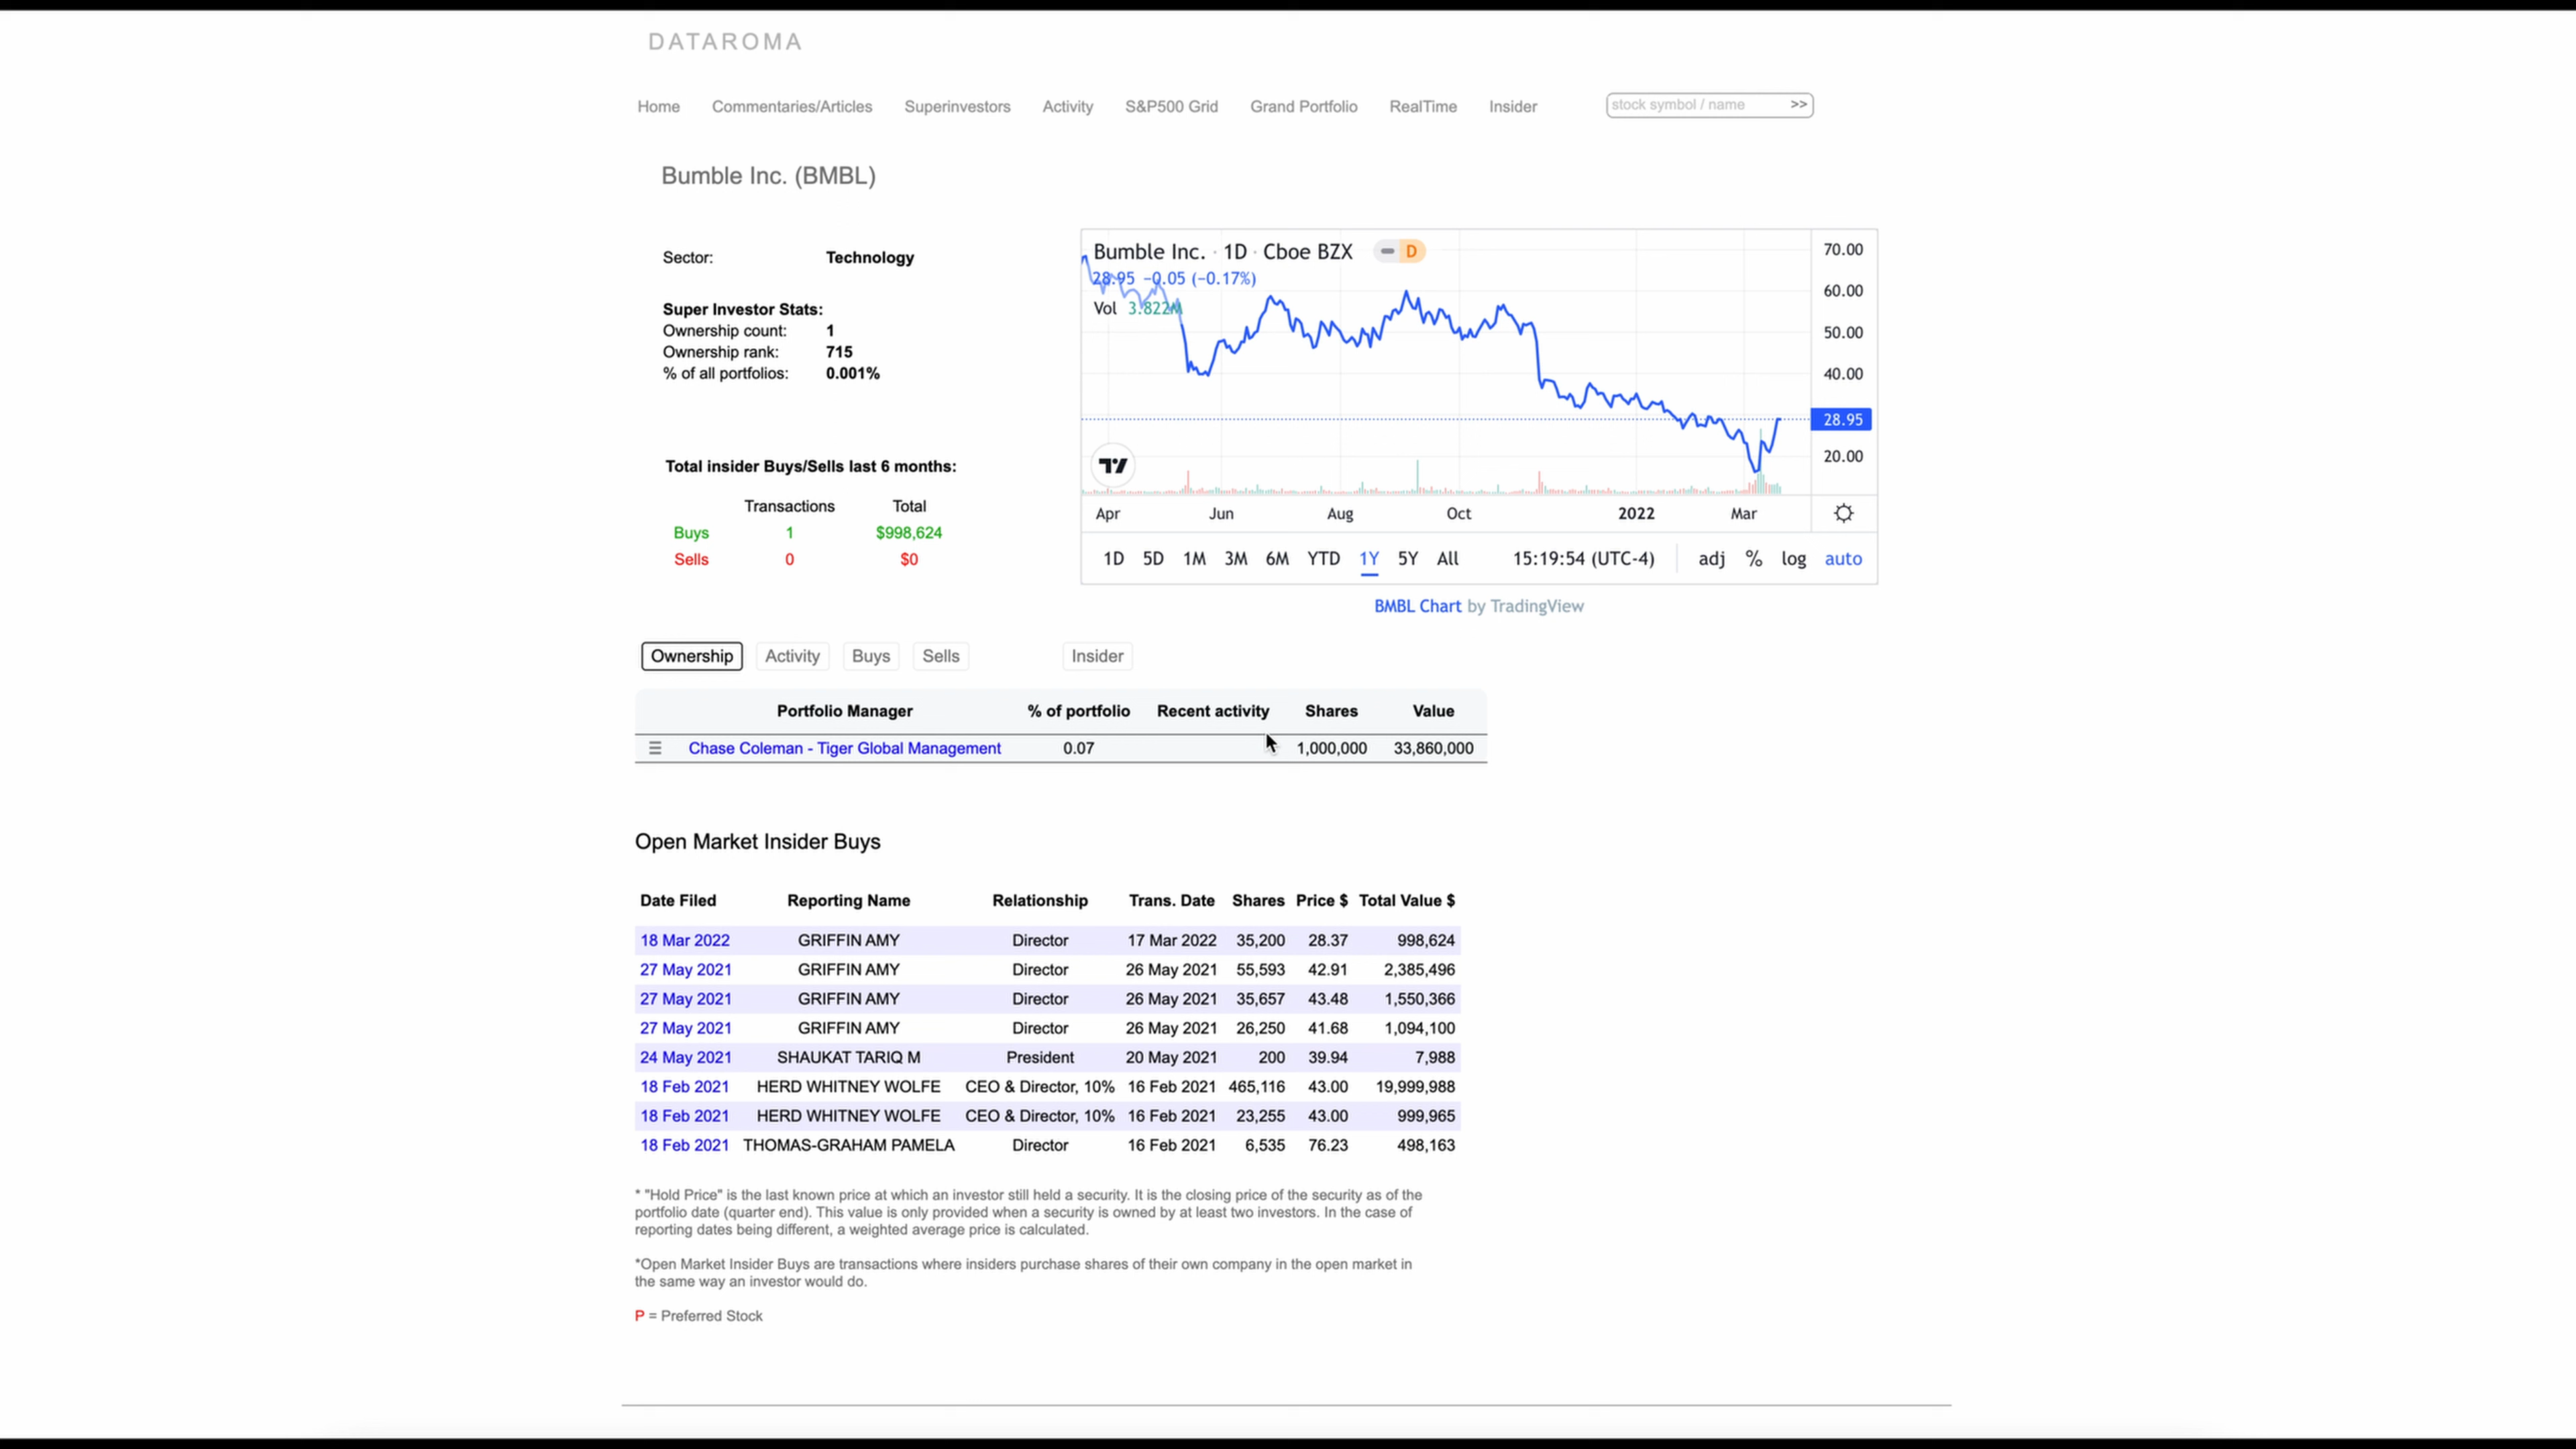 DATAROMA
Home Commentaries/Articles Superinvestors Activity S&P500 Grid Grand Portfolio RealTime Insider stock symbol / name >>
Bumble Inc. (BMBL)
Sector: Technology
Super Investor Stats:
Ownership count: 1
Ownership rank: 715
% of all portfolios: 0.001%
Total insider Buys/Sells last 6 months:
Transactions Total
Buys 1 $998,624
Sells 0 $0
Bumble Inc. · 1D · Cboe BZX D
28.95 −0.05 (−0.17%)
Vol 3.822M
70.00
60.00
50.00
40.00
28.95
20.00
Apr Jun Aug Oct 2022 Mar
1D 5D 1M 3M 6M YTD 1Y 5Y All 15:19:54 (UTC-4) adj % log auto
BMBL Chart by TradingView
Ownership Activity Buys Sells Insider
Portfolio Manager % of portfolio Recent activity Shares Value
≡ Chase Coleman - Tiger Global Management 0.07 1,000,000 33,860,000
Open Market Insider Buys
Date Filed Reporting Name Relationship Trans. Date Shares Price $ Total Value $
18 Mar 2022 GRIFFIN AMY Director 17 Mar 2022 35,200 28.37 998,624
27 May 2021 GRIFFIN AMY Director 26 May 2021 55,593 42.91 2,385,496
27 May 2021 GRIFFIN AMY Director 26 May 2021 35,657 43.48 1,550,366
27 May 2021 GRIFFIN AMY Director 26 May 2021 26,250 41.68 1,094,100
24 May 2021 SHAUKAT TARIQ M President 20 May 2021 200 39.94 7,988
18 Feb 2021 HERD WHITNEY WOLFE CEO & Director, 10% 16 Feb 2021 465,116 43.00 19,999,988
18 Feb 2021 HERD WHITNEY WOLFE CEO & Director, 10% 16 Feb 2021 23,255 43.00 999,965
18 Feb 2021 THOMAS-GRAHAM PAMELA Director 16 Feb 2021 6,535 76.23 498,163
* "Hold Price" is the last known price at which an investor still held a security. It is the closing price of the security as of the
portfolio date (quarter end). This value is only provided when a security is owned by at least two investors. In the case of
reporting dates being different, a weighted average price is calculated.
*Open Market Insider Buys are transactions where insiders purchase shares of their own company in the open market in
the same way an investor would do.
P = Preferred Stock